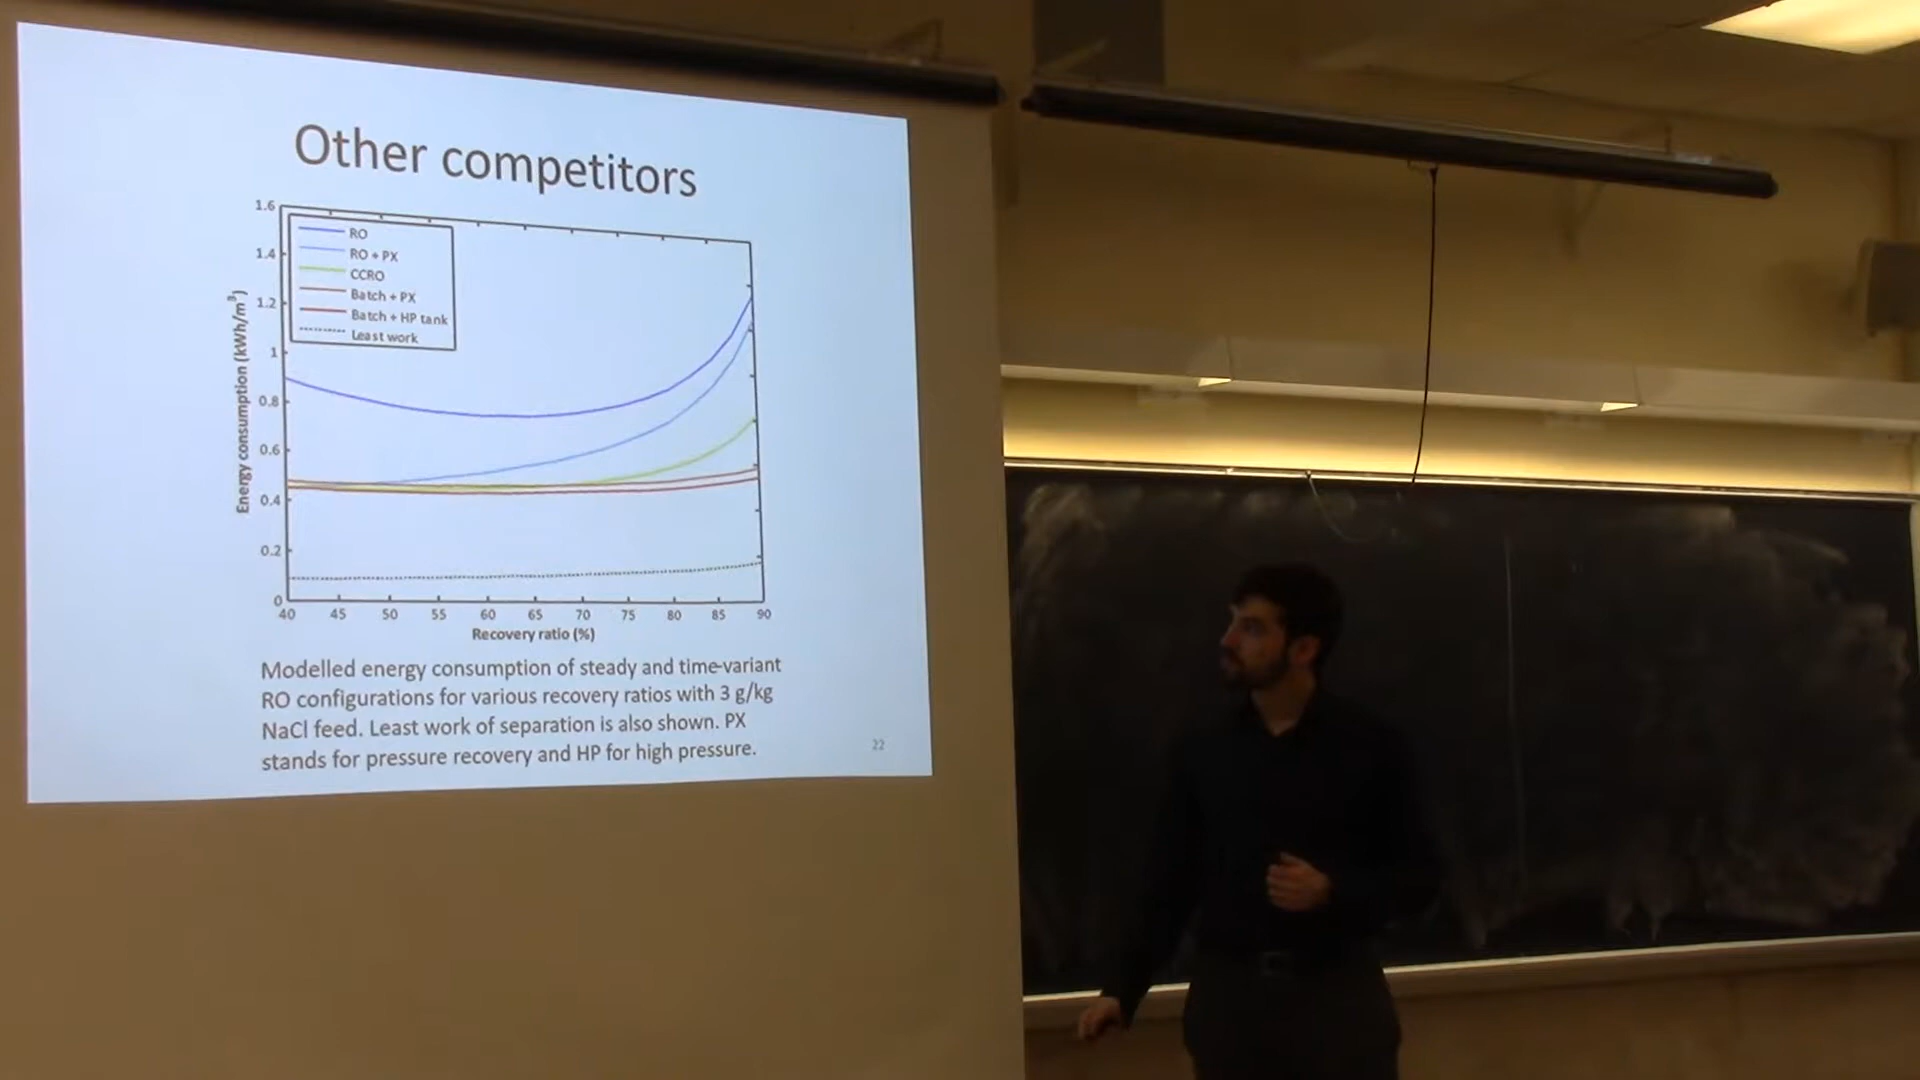 Other competitors
1.6
1.4
1.2
1
0.8
0.6
0.4
0.2
0
Energy consumption (kWh/m³)
RO
RO + PX
CCRO
Batch + PX
Batch + HP tank
Least work
40 45 50 55 60 65 70 75 80 85 90
Recovery ratio (%)
Modelled energy consumption of steady and time-variant
RO configurations for various recovery ratios with 3 g/kg
NaCl feed. Least work of separation is also shown. PX
stands for pressure recovery and HP for high pressure.
22